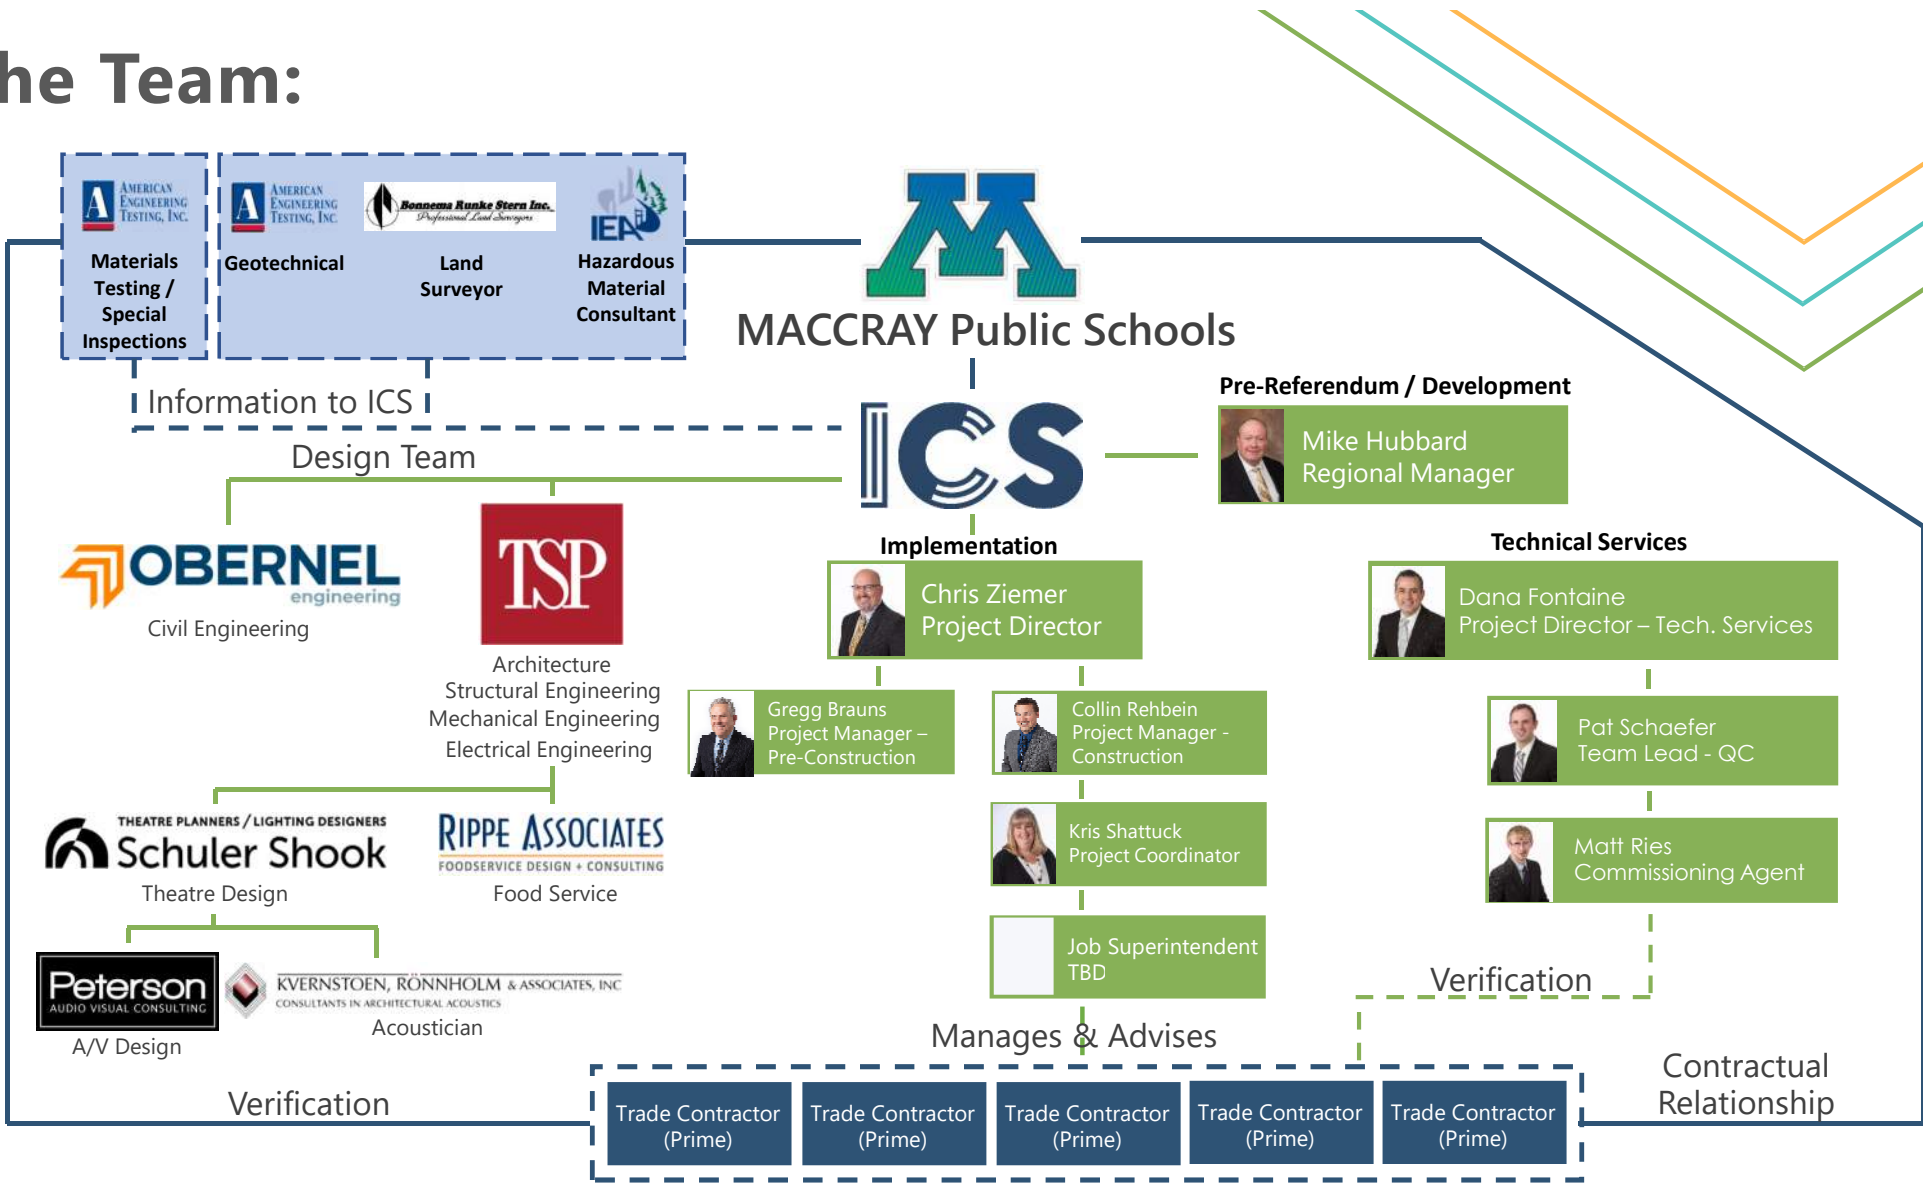 he Team:
AMERICAN
ENGINEERING
TESTING, INC.
Materials
Testing /
Special
Inspections
AMERICAN
ENGINEERING
TESTING, INC.
Geotechnical
Bonnema Runke Stern Inc.
Professional Land Surveyors
Land
Surveyor
IEA
Hazardous
Material
Consultant
MACCRAY Public Schools
Information to ICS
ICS
Pre-Referendum / Development
Mike Hubbard
Regional Manager
Design Team
OBERNEL
engineering
Civil Engineering
TSP
Architecture
Structural Engineering
Mechanical Engineering
Electrical Engineering
THEATRE PLANNERS / LIGHTING DESIGNERS
Schuler Shook
Theatre Design
RIPPE ASSOCIATES
FOODSERVICE DESIGN + CONSULTING
Food Service
Peterson
AUDIO VISUAL CONSULTING
A/V Design
KVERNSTOEN, RÖNNHOLM & ASSOCIATES, INC
CONSULTANTS IN ARCHITECTURAL ACOUSTICS
Acoustician
Implementation
Chris Ziemer
Project Director
Gregg Brauns
Project Manager –
Pre-Construction
Collin Rehbein
Project Manager -
Construction
Kris Shattuck
Project Coordinator
Job Superintendent
TBD
Manages & Advises
Technical Services
Dana Fontaine
Project Director – Tech. Services
Pat Schaefer
Team Lead - QC
Matt Ries
Commissioning Agent
Verification
Verification
Trade Contractor
(Prime)
Trade Contractor
(Prime)
Trade Contractor
(Prime)
Trade Contractor
(Prime)
Trade Contractor
(Prime)
Contractual
Relationship